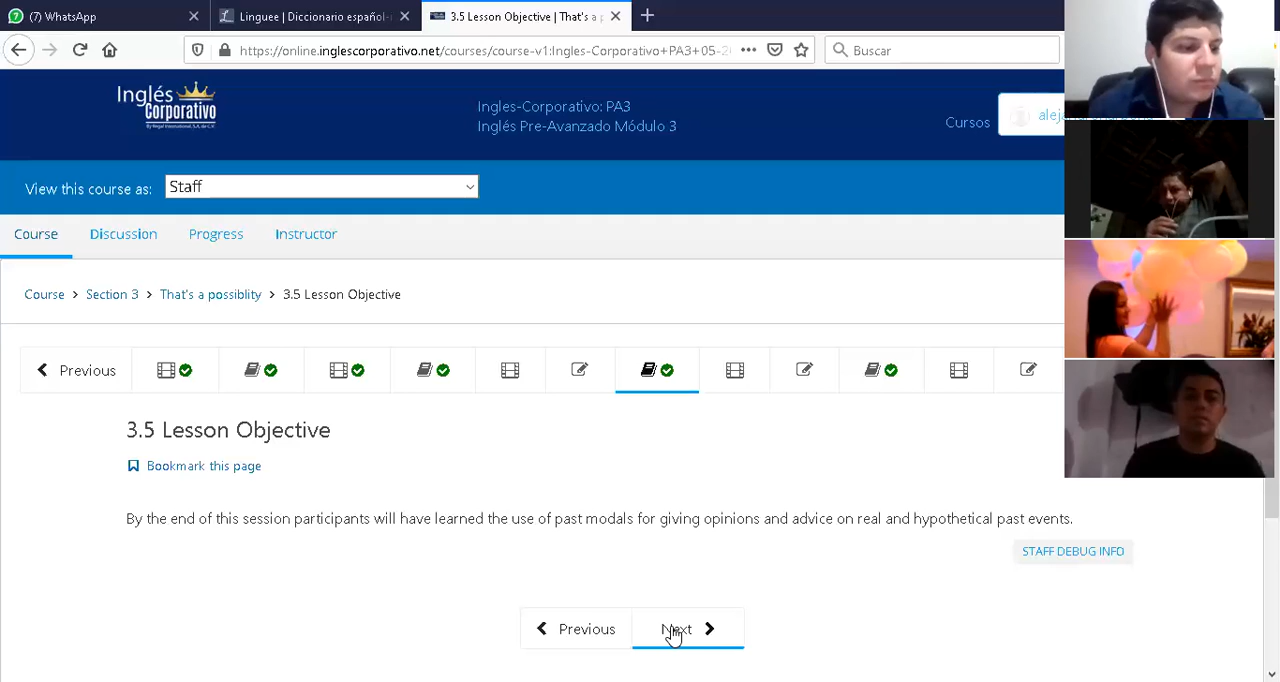 (7) WhatsApp
Linguee | Diccionario español-
3.5 Lesson Objective | That's a p
https://online.inglescorporativo.net/courses/course-v1:Ingles-Corporativo+PA3+05-2
Buscar
Inglés
Corporativo
Ingles-Corporativo: PA3
Inglés Pre-Avanzado Módulo 3
Cursos
View this course as:
Staff
Course
Discussion
Progress
Instructor
Course > Section 3 > That's a possiblity > 3.5 Lesson Objective
Previous
3.5 Lesson Objective
Bookmark this page
By the end of this session participants will have learned the use of past modals for giving opinions and advice on real and hypothetical past events.
STAFF DEBUG INFO
Previous
Next